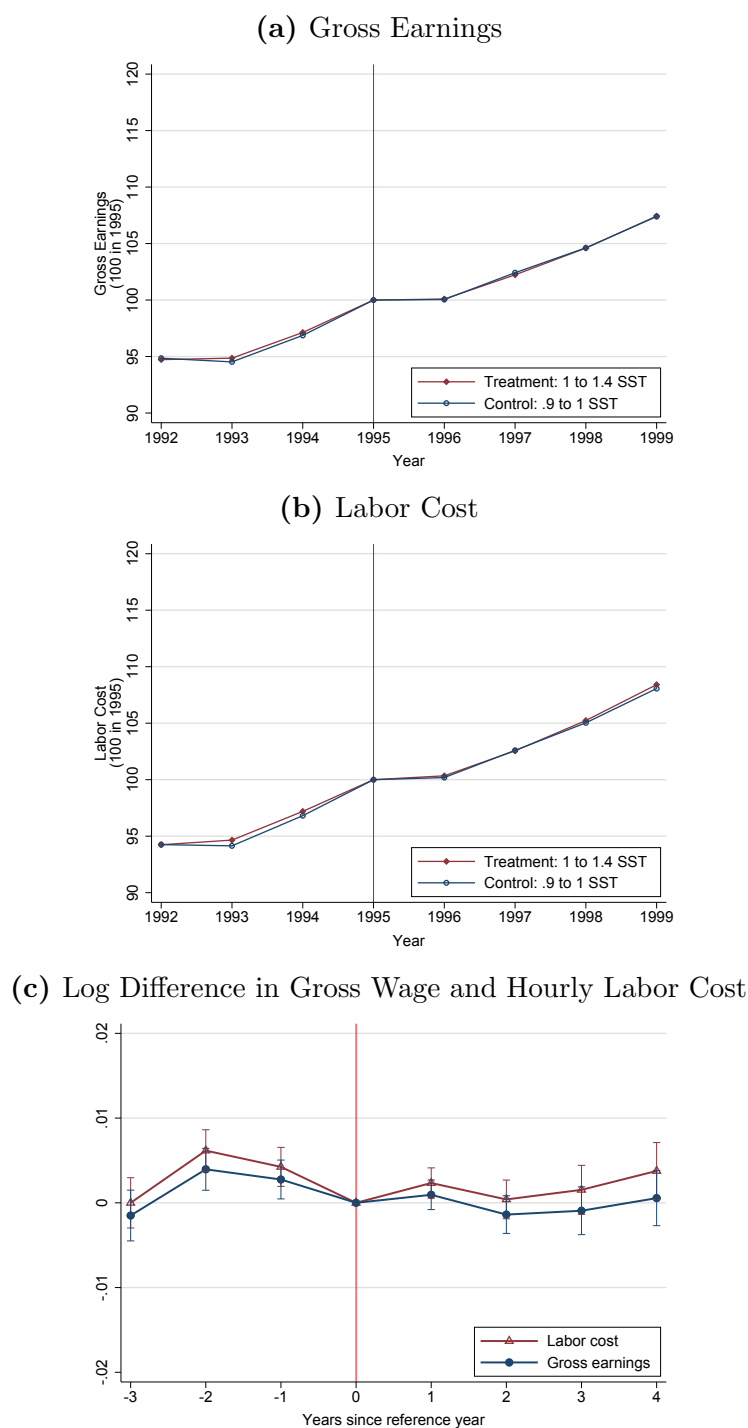 (a) Gross Earnings
120
115
110
105
100
95
90
Gross Earnings
(100 in 1995)
Treatment: 1 to 1.4 SST
Control: .9 to 1 SST
1992 1993 1994 1995 1996 1997 1998 1999
Year
(b) Labor Cost
120
115
110
105
100
95
90
Labor Cost
(100 in 1995)
Treatment: 1 to 1.4 SST
Control: .9 to 1 SST
1992 1993 1994 1995 1996 1997 1998 1999
Year
(c) Log Difference in Gross Wage and Hourly Labor Cost
.02
.01
0
-.01
-.02
Labor cost
Gross earnings
-3 -2 -1 0 1 2 3 4
Years since reference year